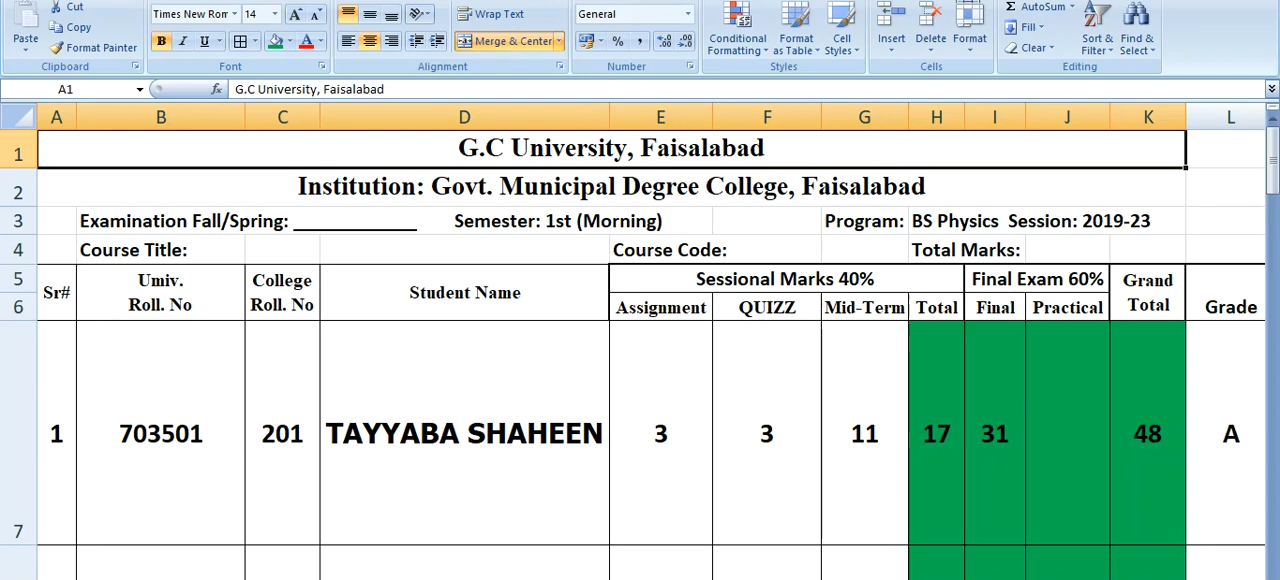 Cut
Copy
Paste
Format Painter
Clipboard
Times New Rom 14 A A
B I U A
Font
Wrap Text
Merge & Center
Alignment
General
% ,
Number
Conditional Formatting
Format as Table
Cell Styles
Styles
Insert Delete Format
Cells
Σ AutoSum
Fill
Clear
Sort & Filter
Find & Select
Editing
A1 fx G.C University, Faisalabad
A B C D E F G H I J K L
1 G.C University, Faisalabad
2 Institution: Govt. Municipal Degree College, Faisalabad
3 Examination Fall/Spring: ____________ Semester: 1st (Morning) Program: BS Physics Session: 2019-23
4 Course Title: Course Code: Total Marks:
5 Sr# Univ. Roll. No College Roll. No Student Name Sessional Marks 40% Final Exam 60% Grand Total
6 Assignment QUIZZ Mid-Term Total Final Practical Grade
1 703501 201 TAYYABA SHAHEEN 3 3 11 17 31 48 A
7